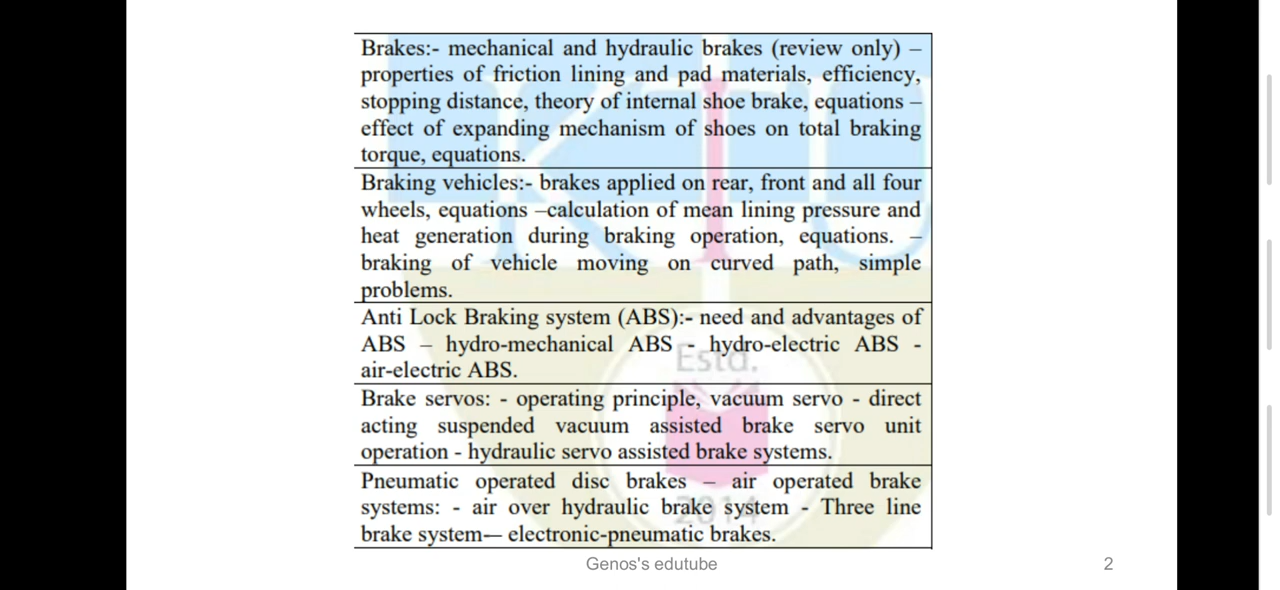 Brakes:- mechanical and hydraulic brakes (review only) –
properties of friction lining and pad materials, efficiency,
stopping distance, theory of internal shoe brake, equations –
effect of expanding mechanism of shoes on total braking
torque, equations.
Braking vehicles:- brakes applied on rear, front and all four
wheels, equations –calculation of mean lining pressure and
heat generation during braking operation, equations. –
braking of vehicle moving on curved path, simple
problems.
Anti Lock Braking system (ABS):- need and advantages of
ABS – hydro-mechanical ABS - hydro-electric ABS -
air-electric ABS.
Brake servos: - operating principle, vacuum servo - direct
acting suspended vacuum assisted brake servo unit
operation - hydraulic servo assisted brake systems.
Pneumatic operated disc brakes – air operated brake
systems: - air over hydraulic brake system - Three line
brake system— electronic-pneumatic brakes.
KTU
Estd.
2014
Genos's edutube
2